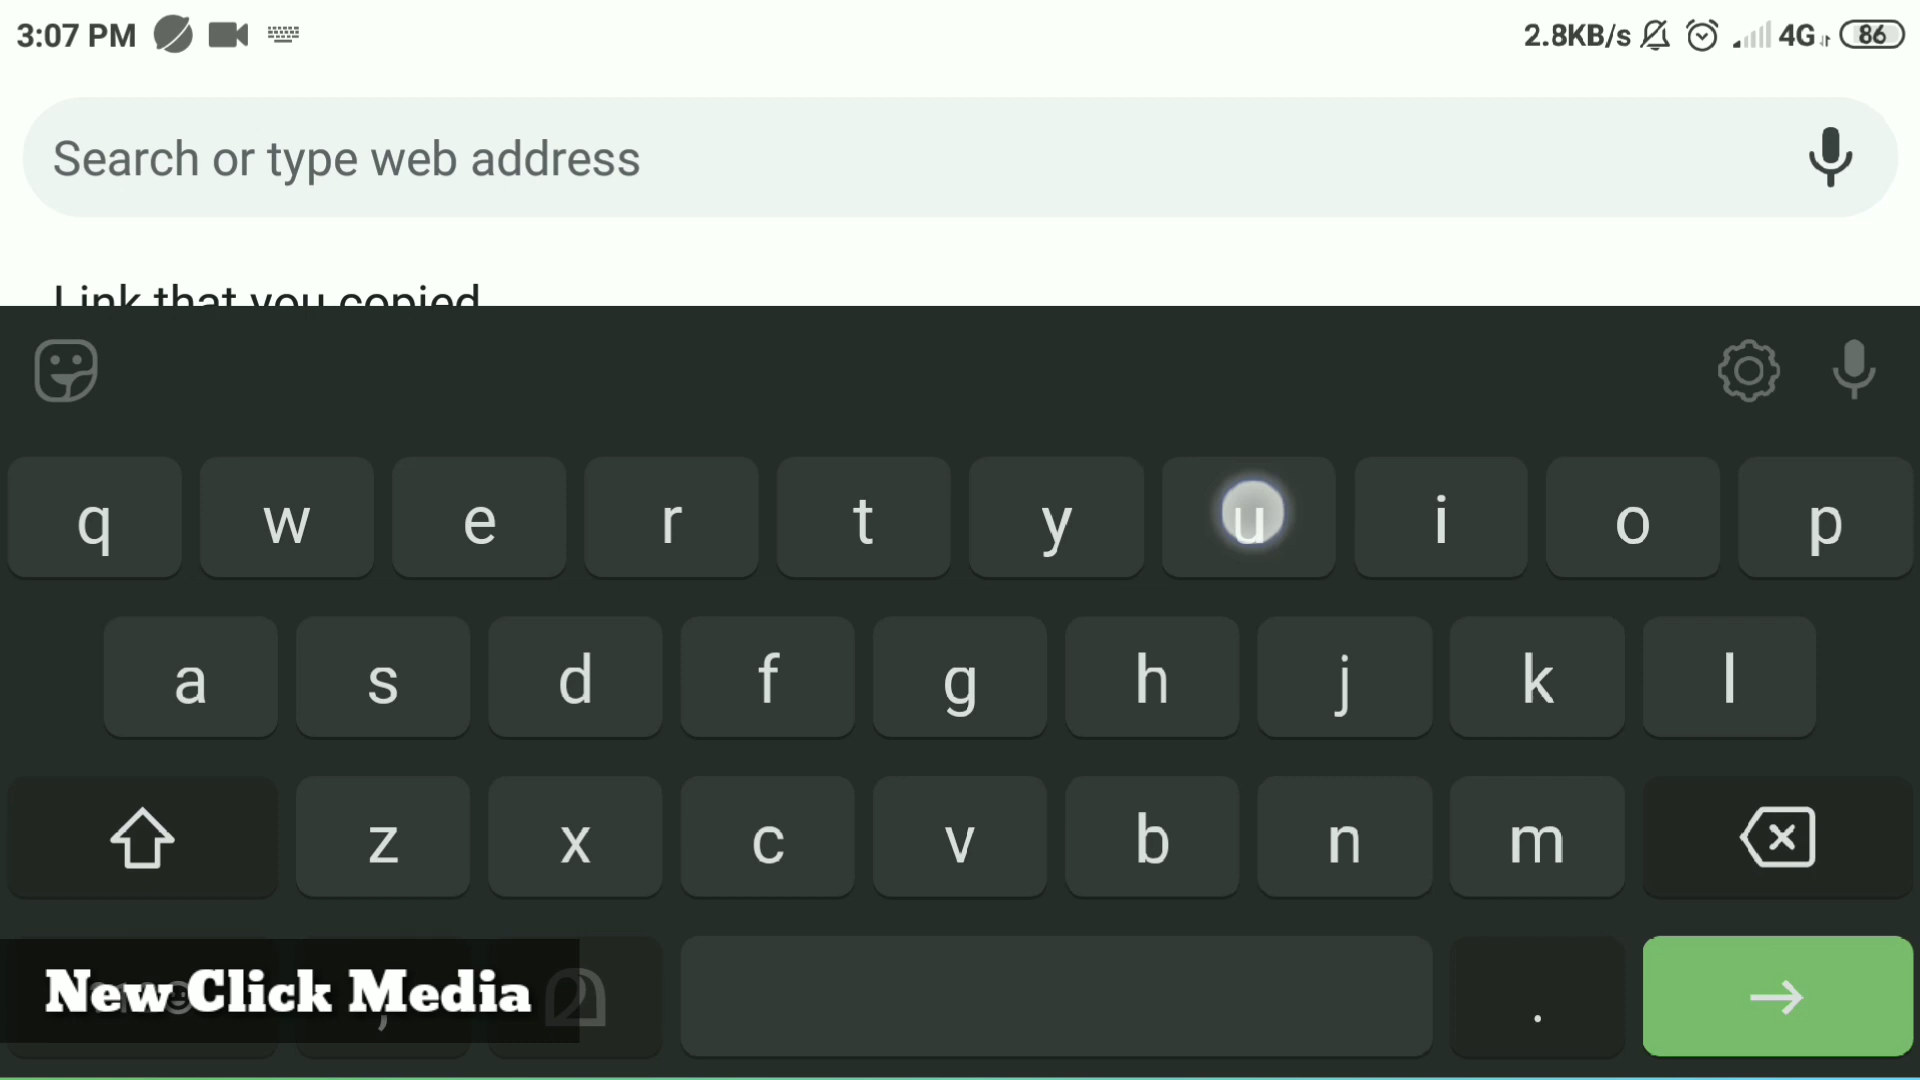 3:07 PM
2.8KB/s 4G 86
Search or type web address
Link that you copied
q w e r t y u i o p
a s d f g h j k l
z x c v b n m
New Click Media
, മ .